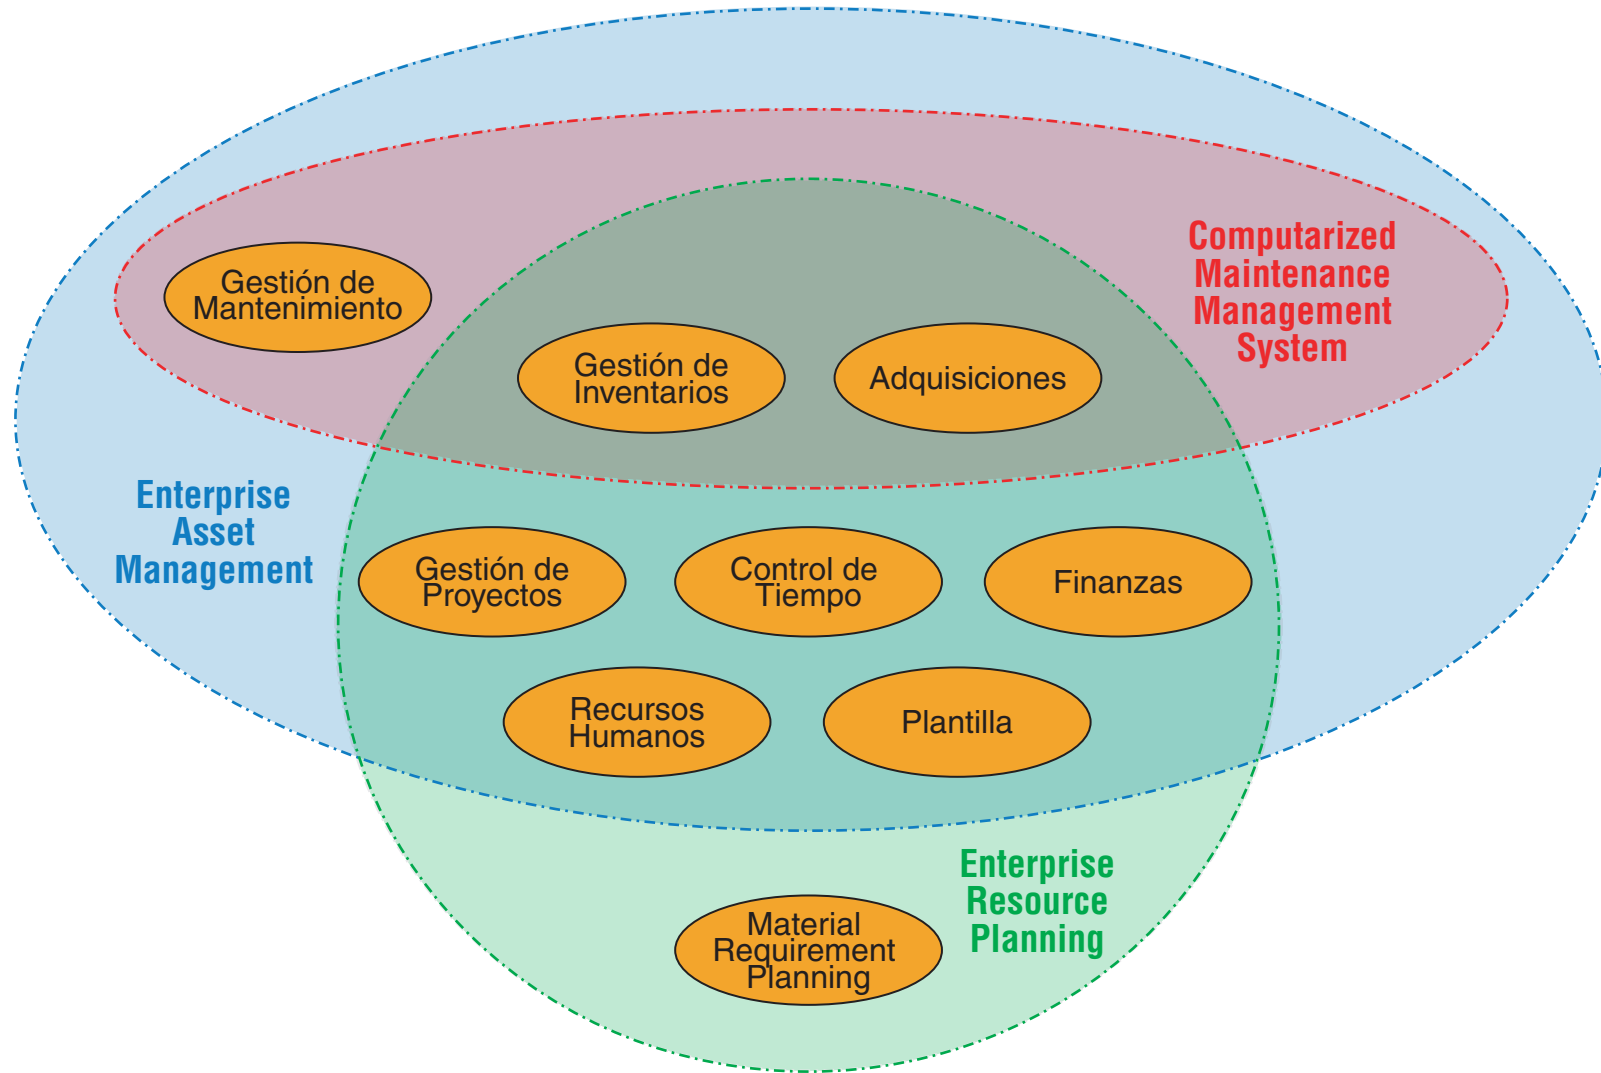 Computarized
Maintenance
Management
System
Gestión de
Mantenimiento
Gestión de
Inventarios
Adquisiciones
Enterprise
Asset
Management
Gestión de
Proyectos
Control de
Tiempo
Finanzas
Recursos
Humanos
Plantilla
Enterprise
Resource
Planning
Material
Requirement
Planning